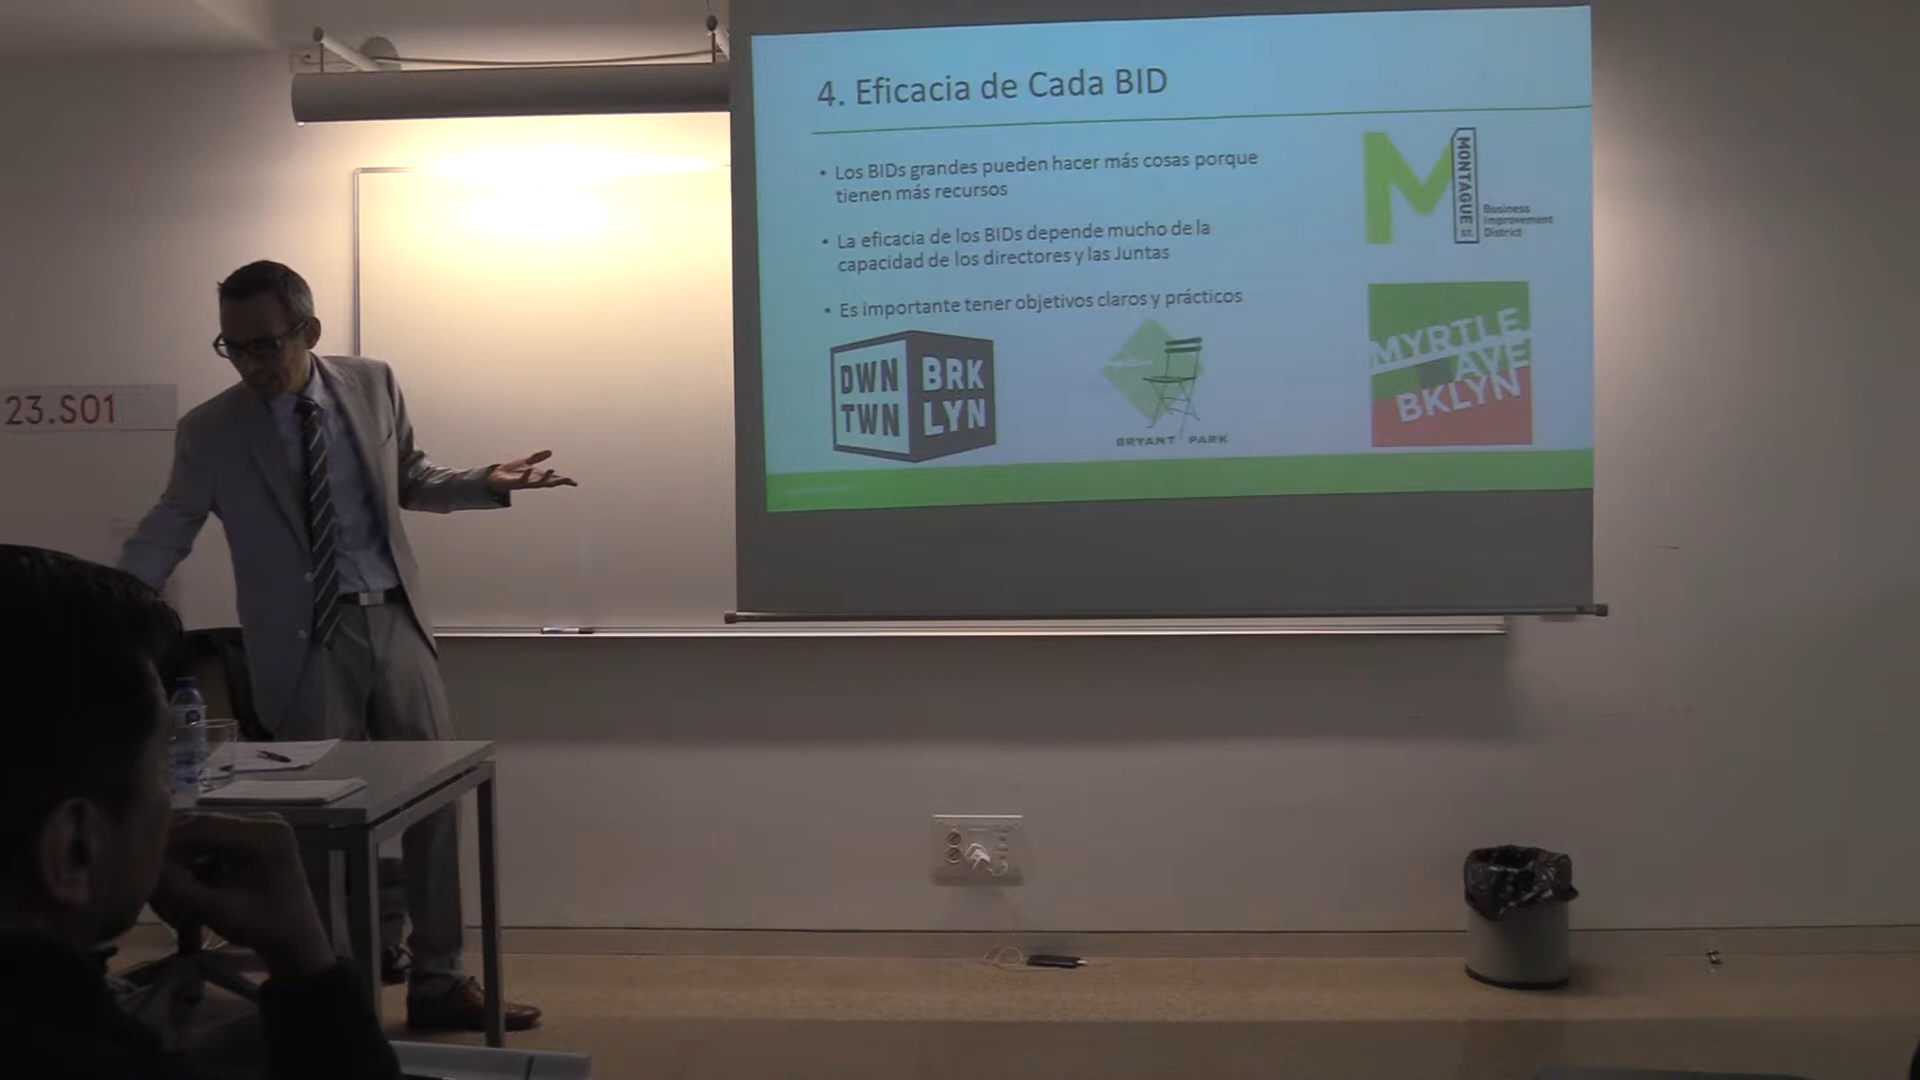 4. Eficacia de Cada BID
• Los BIDs grandes pueden hacer más cosas porque
tienen más recursos
• La eficacia de los BIDs depende mucho de la
capacidad de los directores y las Juntas
• Es importante tener objetivos claros y prácticos
MONTAGUE ST.
Business
Improvement
District
DWN
TWN
BRK
LYN
BRYANT PARK
MYRTLE
AVE
BKLYN
23.S01